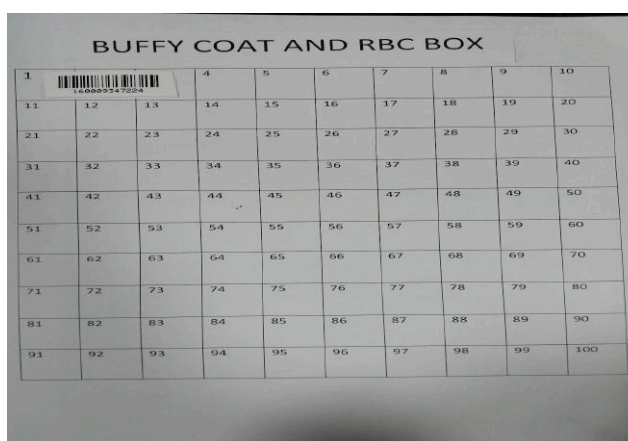 BUFFY COAT AND RBC BOX
1 4 5 6 7 8 9 10
160009347224
11 12 13 14 15 16 17 18 19 20
21 22 23 24 25 26 27 28 29 30
31 32 33 34 35 36 37 38 39 40
41 42 43 44 45 46 47 48 49 50
51 52 53 54 55 56 57 58 59 60
61 62 63 64 65 66 67 68 69 70
71 72 73 74 75 76 77 78 79 80
81 82 83 84 85 86 87 88 89 90
91 92 93 94 95 96 97 98 99 100